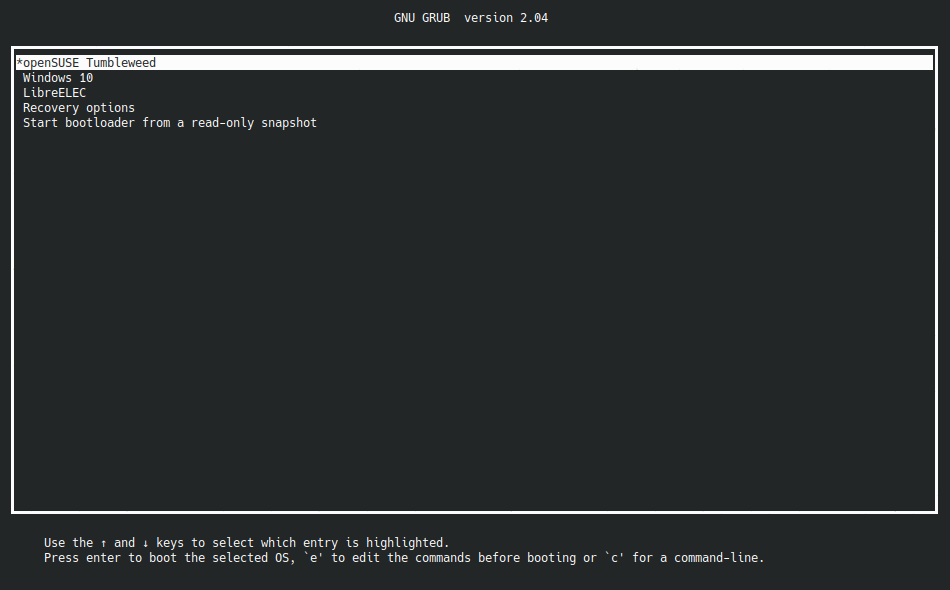 GNU GRUB  version 2.04
*openSUSE Tumbleweed
Windows 10
LibreELEC
Recovery options
Start bootloader from a read-only snapshot
Use the ↑ and ↓ keys to select which entry is highlighted.
Press enter to boot the selected OS, `e' to edit the commands before booting or `c' for a command-line.